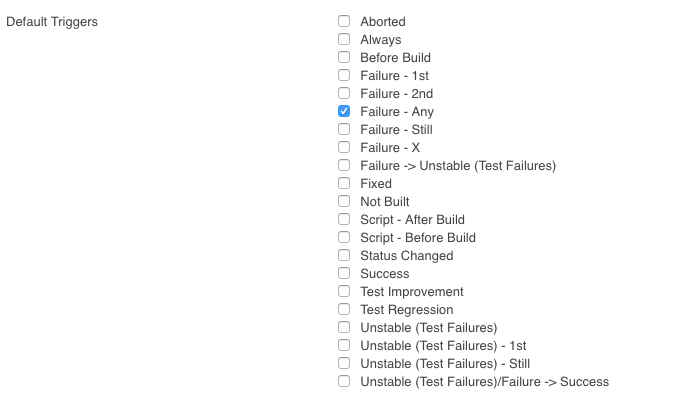 Default Triggers
Aborted
Always
Before Build
Failure - 1st
Failure - 2nd
Failure - Any
Failure - Still
Failure - X
Failure -> Unstable (Test Failures)
Fixed
Not Built
Script - After Build
Script - Before Build
Status Changed
Success
Test Improvement
Test Regression
Unstable (Test Failures)
Unstable (Test Failures) - 1st
Unstable (Test Failures) - Still
Unstable (Test Failures)/Failure -> Success